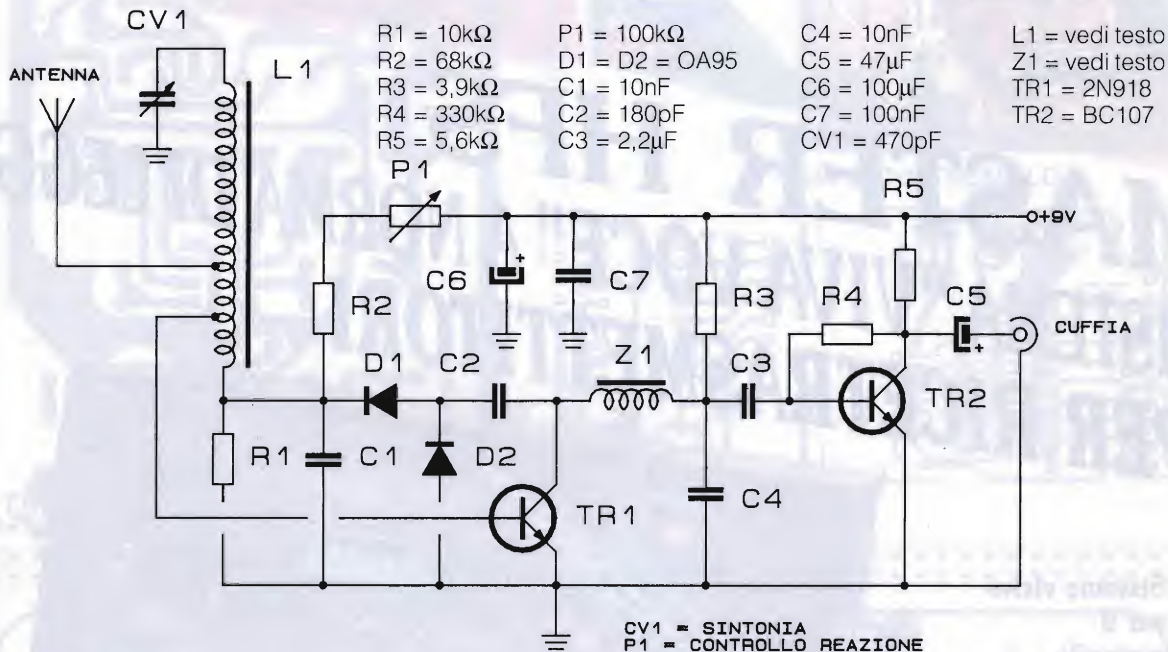 CV1
ANTENNA
L1
R1 = 10kΩ
R2 = 68kΩ
R3 = 3,9kΩ
R4 = 330kΩ
R5 = 5,6kΩ
P1 = 100kΩ
D1 = D2 = OA95
C1 = 10nF
C2 = 180pF
C3 = 2,2µF
C4 = 10nF
C5 = 47µF
C6 = 100µF
C7 = 100nF
CV1 = 470pF
L1 = vedi testo
Z1 = vedi testo
TR1 = 2N918
TR2 = BC107
P1
R5
+9V
R2
C6
+
C7
R3
R4
C5
+
CUFFIA
D1
C2
Z1
C3
TR2
R1
C1
D2
TR1
C4
CV1 = SINTONIA
P1 = CONTROLLO REAZIONE